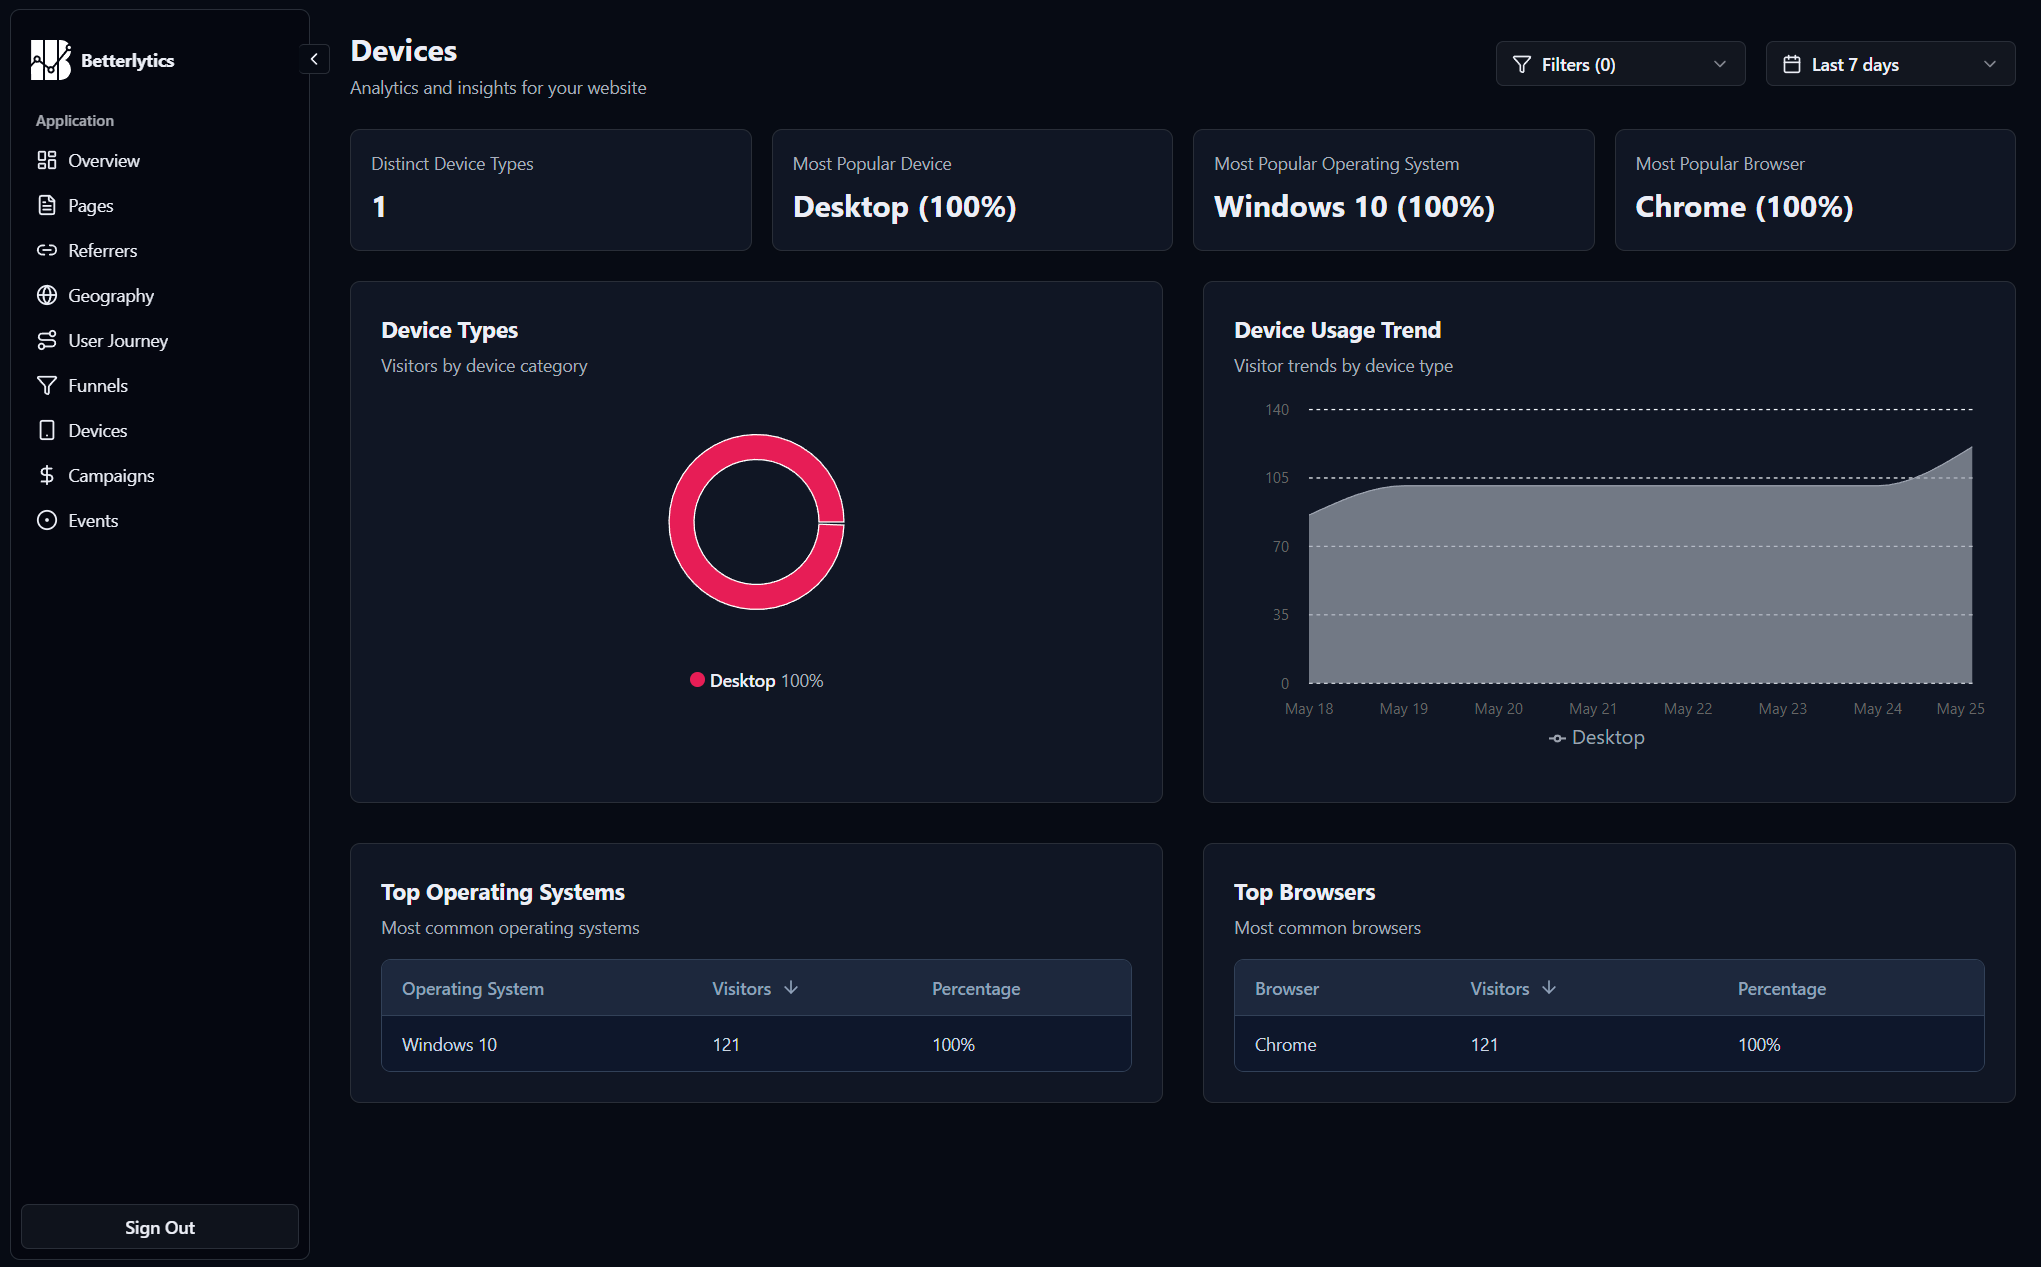 Betterlytics
Application
Overview
Pages
Referrers
Geography
User Journey
Funnels
Devices
Campaigns
Events
Sign Out
Devices
Analytics and insights for your website
Filters (0)
Last 7 days
Distinct Device Types
1
Most Popular Device
Desktop (100%)
Most Popular Operating System
Windows 10 (100%)
Most Popular Browser
Chrome (100%)
Device Types
Visitors by device category
Desktop 100%
Device Usage Trend
Visitor trends by device type
140
105
70
35
0
May 18 May 19 May 20 May 21 May 22 May 23 May 24 May 25
Desktop
Top Operating Systems
Most common operating systems
Operating System Visitors Percentage
Windows 10 121 100%
Top Browsers
Most common browsers
Browser Visitors Percentage
Chrome 121 100%